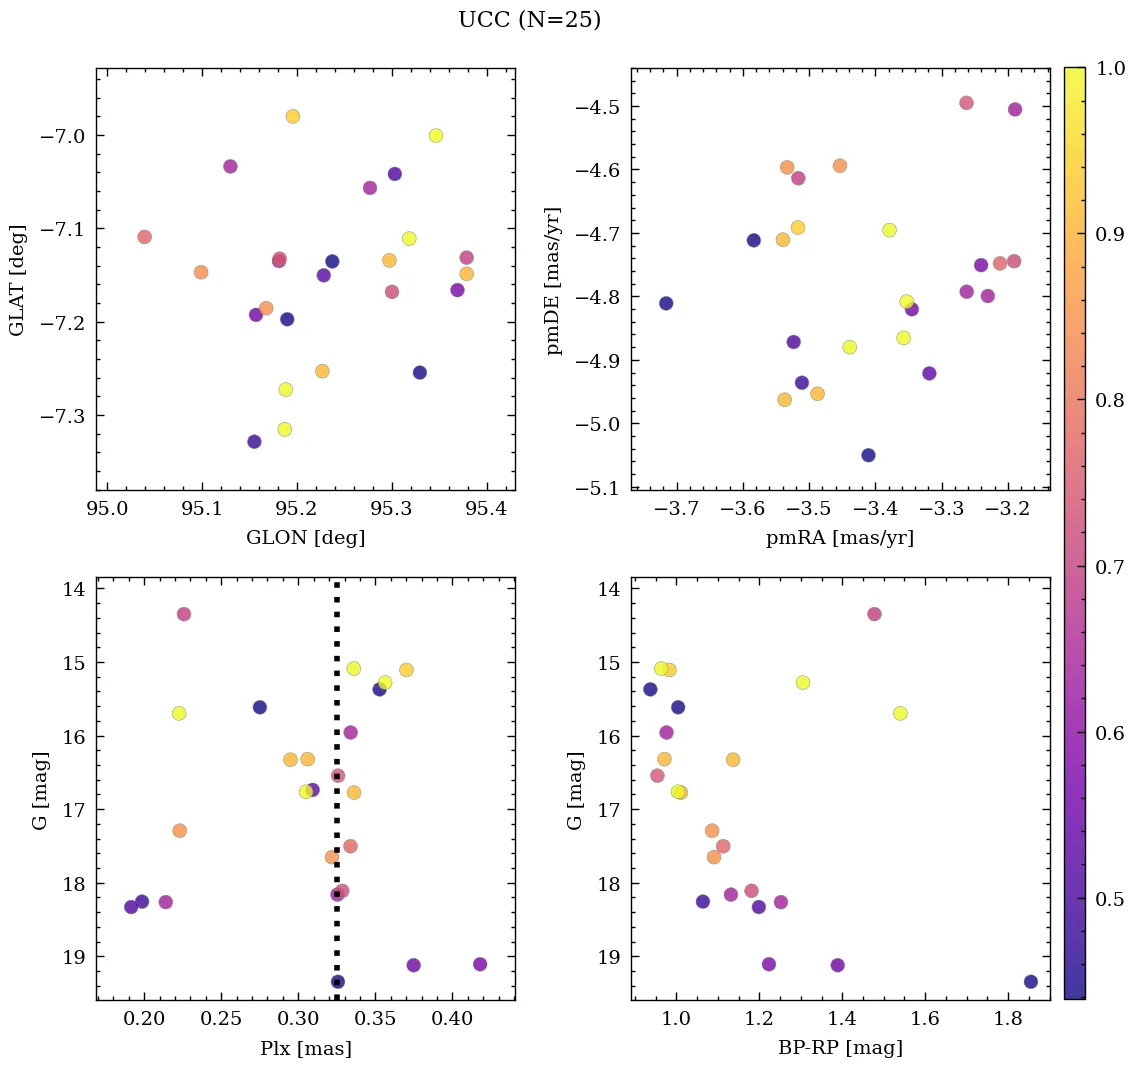 UCC (N=25)
−7.0
−7.1
−7.2
−7.3
GLAT [deg]
95.0 95.1 95.2 95.3 95.4
GLON [deg]
−4.5
−4.6
−4.7
−4.8
−4.9
−5.0
−5.1
pmDE [mas/yr]
−3.7 −3.6 −3.5 −3.4 −3.3 −3.2
pmRA [mas/yr]
1.0
0.9
0.8
0.7
0.6
0.5
14
15
16
17
18
19
G [mag]
0.20 0.25 0.30 0.35 0.40
Plx [mas]
14
15
16
17
18
19
G [mag]
1.0 1.2 1.4 1.6 1.8
BP-RP [mag]